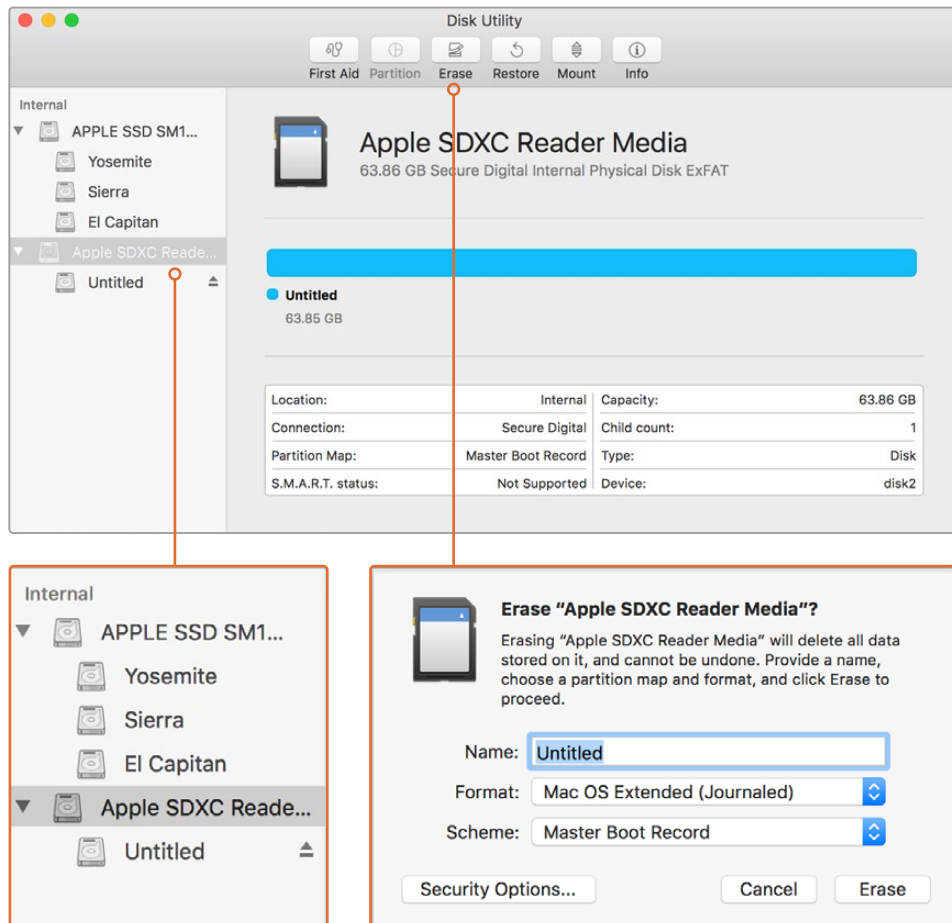 Disk Utility
First Aid Partition Erase Restore Mount Info
Internal
APPLE SSD SM1...
Yosemite
Sierra
El Capitan
Apple SDXC Reade...
Untitled
Apple SDXC Reader Media
63.86 GB Secure Digital Internal Physical Disk ExFAT
Untitled
63.85 GB
Location: Internal Capacity: 63.86 GB
Connection: Secure Digital Child count: 1
Partition Map: Master Boot Record Type: Disk
S.M.A.R.T. status: Not Supported Device: disk2
Internal
APPLE SSD SM1...
Yosemite
Sierra
El Capitan
Apple SDXC Reade...
Untitled
Erase “Apple SDXC Reader Media”?
Erasing “Apple SDXC Reader Media” will delete all data
stored on it, and cannot be undone. Provide a name,
choose a partition map and format, and click Erase to
proceed.
Name: Untitled
Format: Mac OS Extended (Journaled)
Scheme: Master Boot Record
Security Options... Cancel Erase